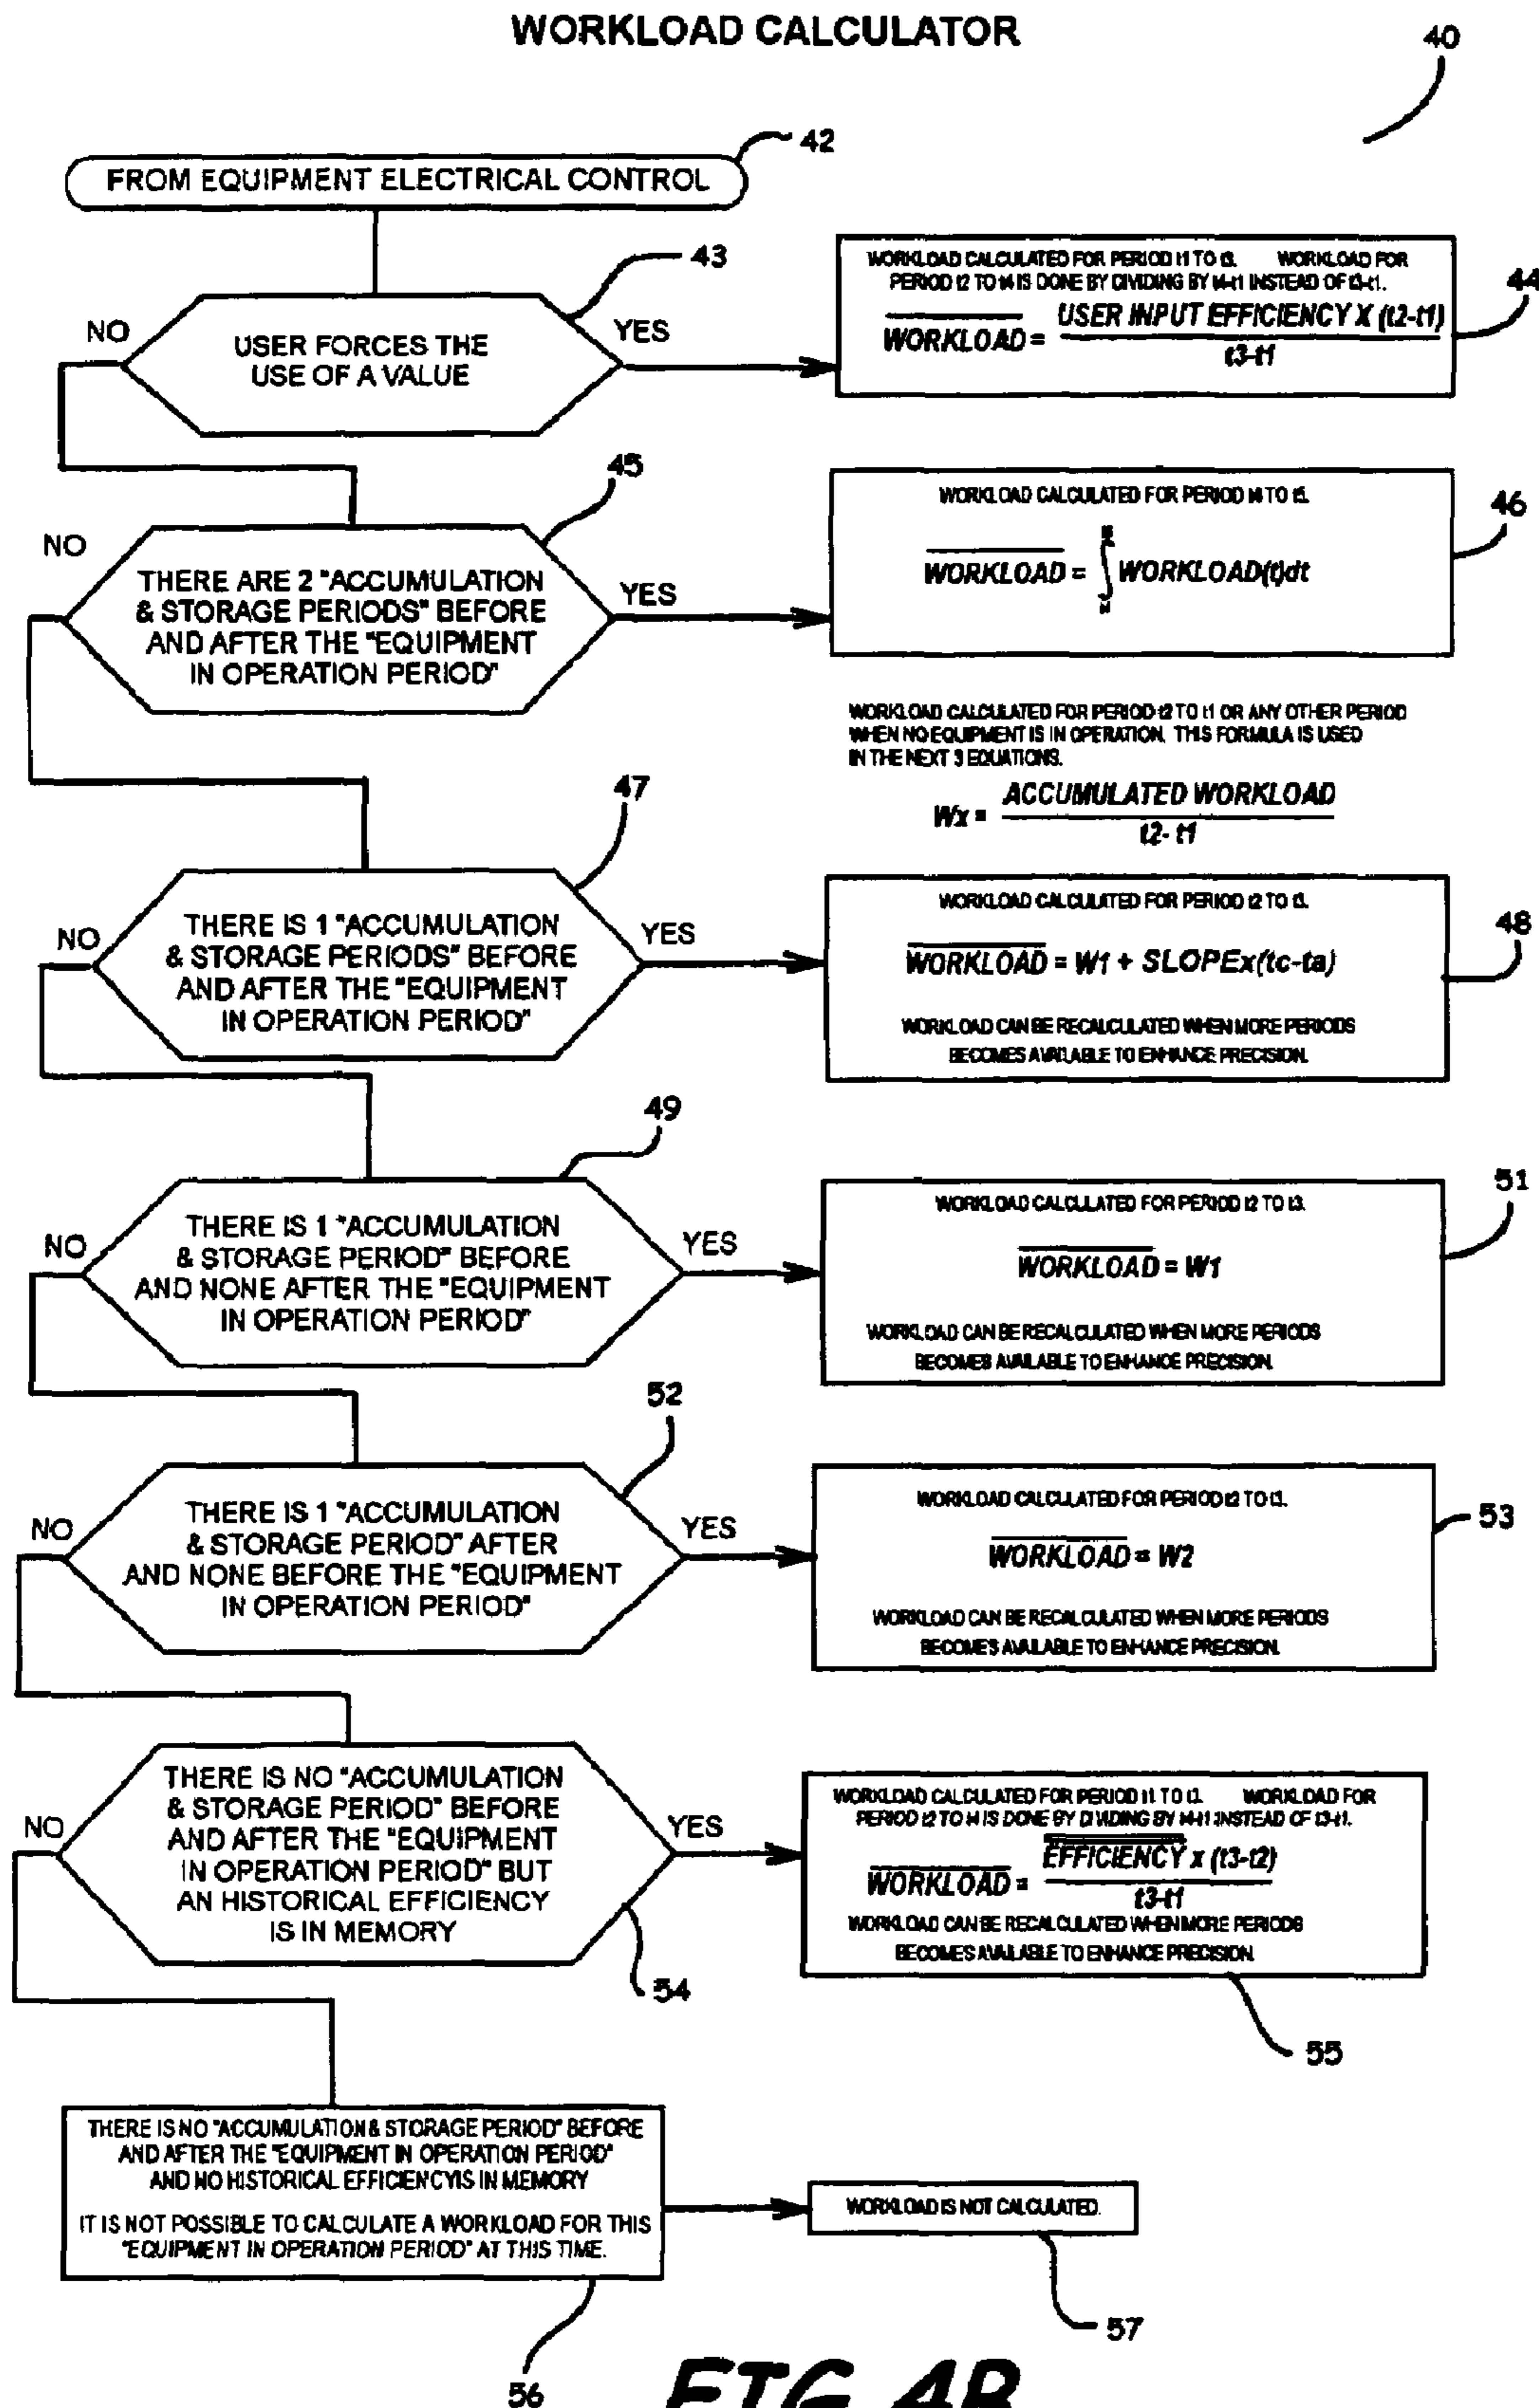 WORKLOAD CALCULATOR
40
42
FROM EQUIPMENT ELECTRICAL CONTROL
43
NO
USER FORCES THE
USE OF A VALUE
YES
WORKLOAD CALCULATED FOR PERIOD t1 TO t3. WORKLOAD FOR
PERIOD t2 TO t4 IS DONE BY DIVIDING BY t4-t1 INSTEAD OF t3-t1.
WORKLOAD = USER INPUT EFFICIENCY X (t2-t1)
t3-t1
44
45
NO
THERE ARE 2 "ACCUMULATION
& STORAGE PERIODS" BEFORE
AND AFTER THE "EQUIPMENT
IN OPERATION PERIOD"
YES
WORKLOAD CALCULATED FOR PERIOD TO
WORKLOAD = ∫ WORKLOAD(t)dt
46
WORKLOAD CALCULATED FOR PERIOD t2 TO t1 OR ANY OTHER PERIOD
WHEN NO EQUIPMENT IS IN OPERATION. THIS FORMULA IS USED
IN THE NEXT 3 EQUATIONS.
Wx = ACCUMULATED WORKLOAD
t2- t1
47
NO
THERE IS 1 "ACCUMULATION
& STORAGE PERIODS" BEFORE
AND AFTER THE "EQUIPMENT
IN OPERATION PERIOD"
YES
WORKLOAD CALCULATED FOR PERIOD t2 TO t3.
WORKLOAD = W1 + SLOPEx(tc-ta)
WORKLOAD CAN BE RECALCULATED WHEN MORE PERIODS
BECOMES AVAILABLE TO ENHANCE PRECISION.
48
49
NO
THERE IS 1 "ACCUMULATION
& STORAGE PERIOD" BEFORE
AND NONE AFTER THE "EQUIPMENT
IN OPERATION PERIOD"
YES
WORKLOAD CALCULATED FOR PERIOD t2 TO t3.
WORKLOAD = W1
WORKLOAD CAN BE RECALCULATED WHEN MORE PERIODS
BECOMES AVAILABLE TO ENHANCE PRECISION.
51
52
NO
THERE IS 1 "ACCUMULATION
& STORAGE PERIOD" AFTER
AND NONE BEFORE THE "EQUIPMENT
IN OPERATION PERIOD"
YES
WORKLOAD CALCULATED FOR PERIOD t2 TO t3.
WORKLOAD = W2
WORKLOAD CAN BE RECALCULATED WHEN MORE PERIODS
BECOMES AVAILABLE TO ENHANCE PRECISION.
53
NO
THERE IS NO "ACCUMULATION
& STORAGE PERIOD" BEFORE
AND AFTER THE "EQUIPMENT
IN OPERATION PERIOD" BUT
AN HISTORICAL EFFICIENCY
IS IN MEMORY
YES
54
WORKLOAD CALCULATED FOR PERIOD t1 TO t3. WORKLOAD FOR
PERIOD t2 TO t4 IS DONE BY DIVIDING BY t4-t1 INSTEAD OF t3-t1.
WORKLOAD = EFFICIENCY x (t3-t2)
t3-t1
WORKLOAD CAN BE RECALCULATED WHEN MORE PERIODS
BECOMES AVAILABLE TO ENHANCE PRECISION.
55
THERE IS NO "ACCUMULATION & STORAGE PERIOD" BEFORE
AND AFTER THE "EQUIPMENT IN OPERATION PERIOD"
AND NO HISTORICAL EFFICIENCY IS IN MEMORY
IT IS NOT POSSIBLE TO CALCULATE A WORKLOAD FOR THIS
"EQUIPMENT IN OPERATION PERIOD" AT THIS TIME.
56
WORKLOAD IS NOT CALCULATED.
57
FIG. 4B